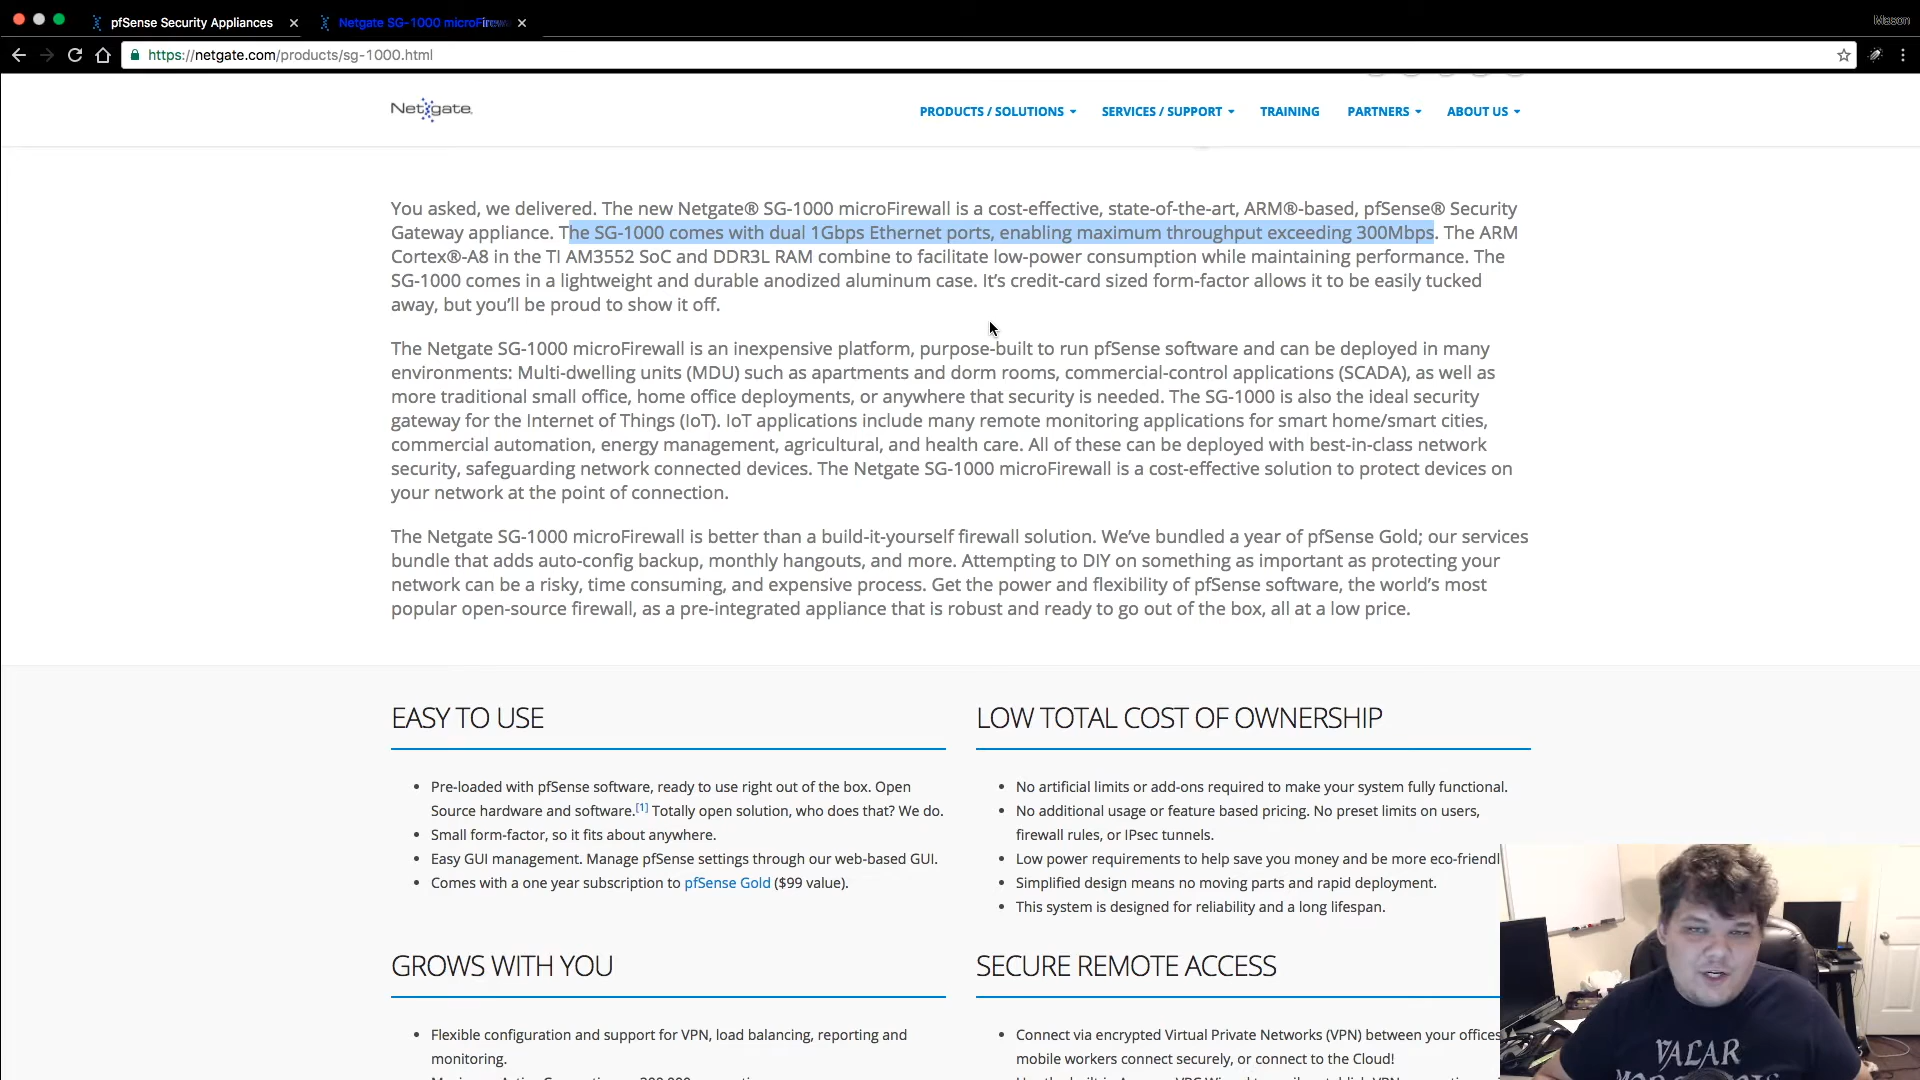 pfSense Security Appliances
Netgate SG-1000 microFirew
Mason
https://netgate.com/products/sg-1000.html
Netgate
PRODUCTS / SOLUTIONS
SERVICES / SUPPORT
TRAINING
PARTNERS
ABOUT US
You asked, we delivered. The new Netgate® SG-1000 microFirewall is a cost-effective, state-of-the-art, ARM®-based, pfSense® Security
Gateway appliance. The SG-1000 comes with dual 1Gbps Ethernet ports, enabling maximum throughput exceeding 300Mbps. The ARM
Cortex®-A8 in the TI AM3552 SoC and DDR3L RAM combine to facilitate low-power consumption while maintaining performance. The
SG-1000 comes in a lightweight and durable anodized aluminum case. It’s credit-card sized form-factor allows it to be easily tucked
away, but you’ll be proud to show it off.
The Netgate SG-1000 microFirewall is an inexpensive platform, purpose-built to run pfSense software and can be deployed in many
environments: Multi-dwelling units (MDU) such as apartments and dorm rooms, commercial-control applications (SCADA), as well as
more traditional small office, home office deployments, or anywhere that security is needed. The SG-1000 is also the ideal security
gateway for the Internet of Things (IoT). IoT applications include many remote monitoring applications for smart home/smart cities,
commercial automation, energy management, agricultural, and health care. All of these can be deployed with best-in-class network
security, safeguarding network connected devices. The Netgate SG-1000 microFirewall is a cost-effective solution to protect devices on
your network at the point of connection.
The Netgate SG-1000 microFirewall is better than a build-it-yourself firewall solution. We’ve bundled a year of pfSense Gold; our services
bundle that adds auto-config backup, monthly hangouts, and more. Attempting to DIY on something as important as protecting your
network can be a risky, time consuming, and expensive process. Get the power and flexibility of pfSense software, the world’s most
popular open-source firewall, as a pre-integrated appliance that is robust and ready to go out of the box, all at a low price.
EASY TO USE
Pre-loaded with pfSense software, ready to use right out of the box. Open
Source hardware and software.[1] Totally open solution, who does that? We do.
Small form-factor, so it fits about anywhere.
Easy GUI management. Manage pfSense settings through our web-based GUI.
Comes with a one year subscription to pfSense Gold ($99 value).
LOW TOTAL COST OF OWNERSHIP
No artificial limits or add-ons required to make your system fully functional.
No additional usage or feature based pricing. No preset limits on users,
firewall rules, or IPsec tunnels.
Low power requirements to help save you money and be more eco-friendl
Simplified design means no moving parts and rapid deployment.
This system is designed for reliability and a long lifespan.
GROWS WITH YOU
Flexible configuration and support for VPN, load balancing, reporting and
monitoring.
SECURE REMOTE ACCESS
Connect via encrypted Virtual Private Networks (VPN) between your offices
mobile workers connect securely, or connect to the Cloud!
VALAR